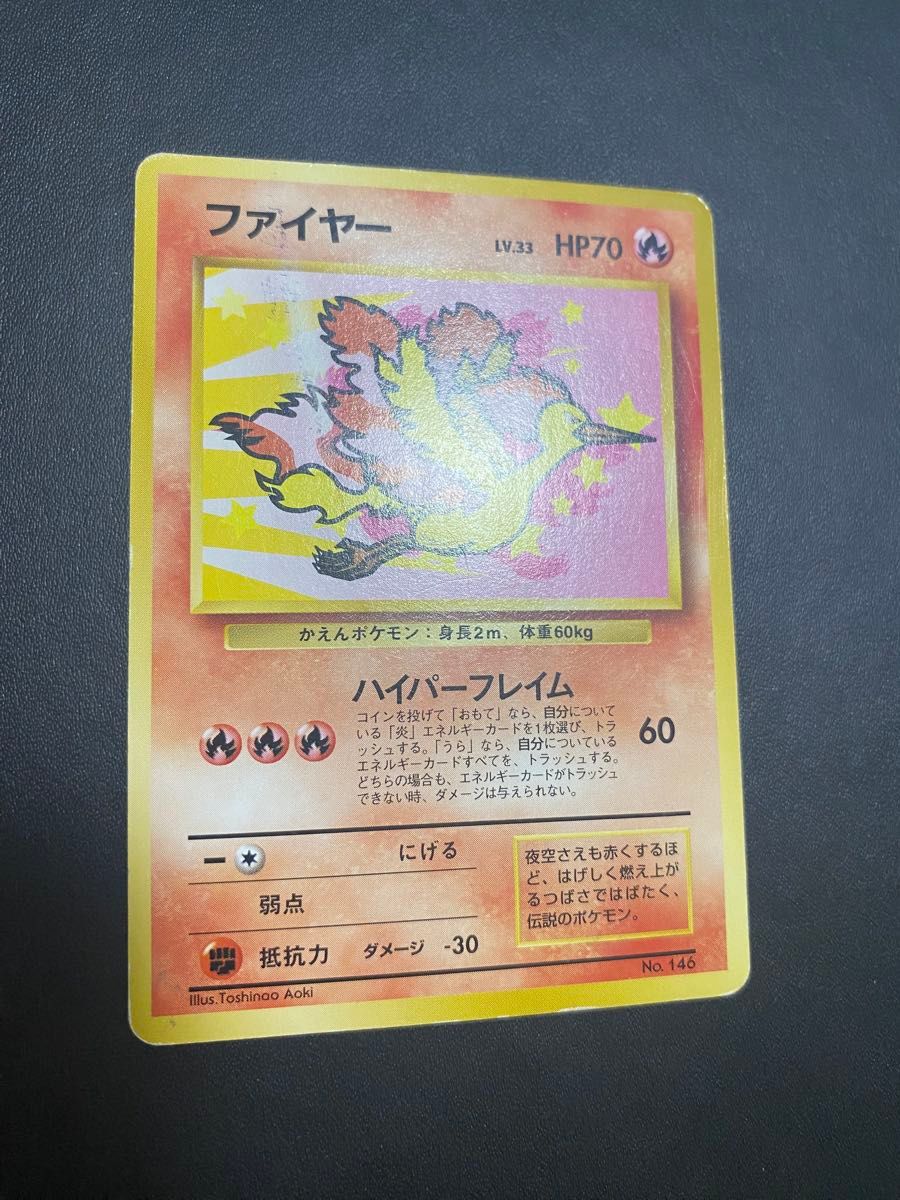 ファイヤー
LV.33 HP70
かえんポケモン：身長2m、体重60kg
ハイパーフレイム
コインを投げて「おもて」なら、自分についている「炎」エネルギーカードを1枚選び、トラッシュする。「うら」なら、自分についているエネルギーカードすべてを、トラッシュする。どちらの場合も、エネルギーカードがトラッシュできない時、ダメージは与えられない。
60
にげる
弱点
抵抗力 ダメージ -30
夜空さえも赤くするほ
ど、はげしく燃え上が
るつばさではばたく、
伝説のポケモン。
No. 146
Illus.Toshinao Aoki